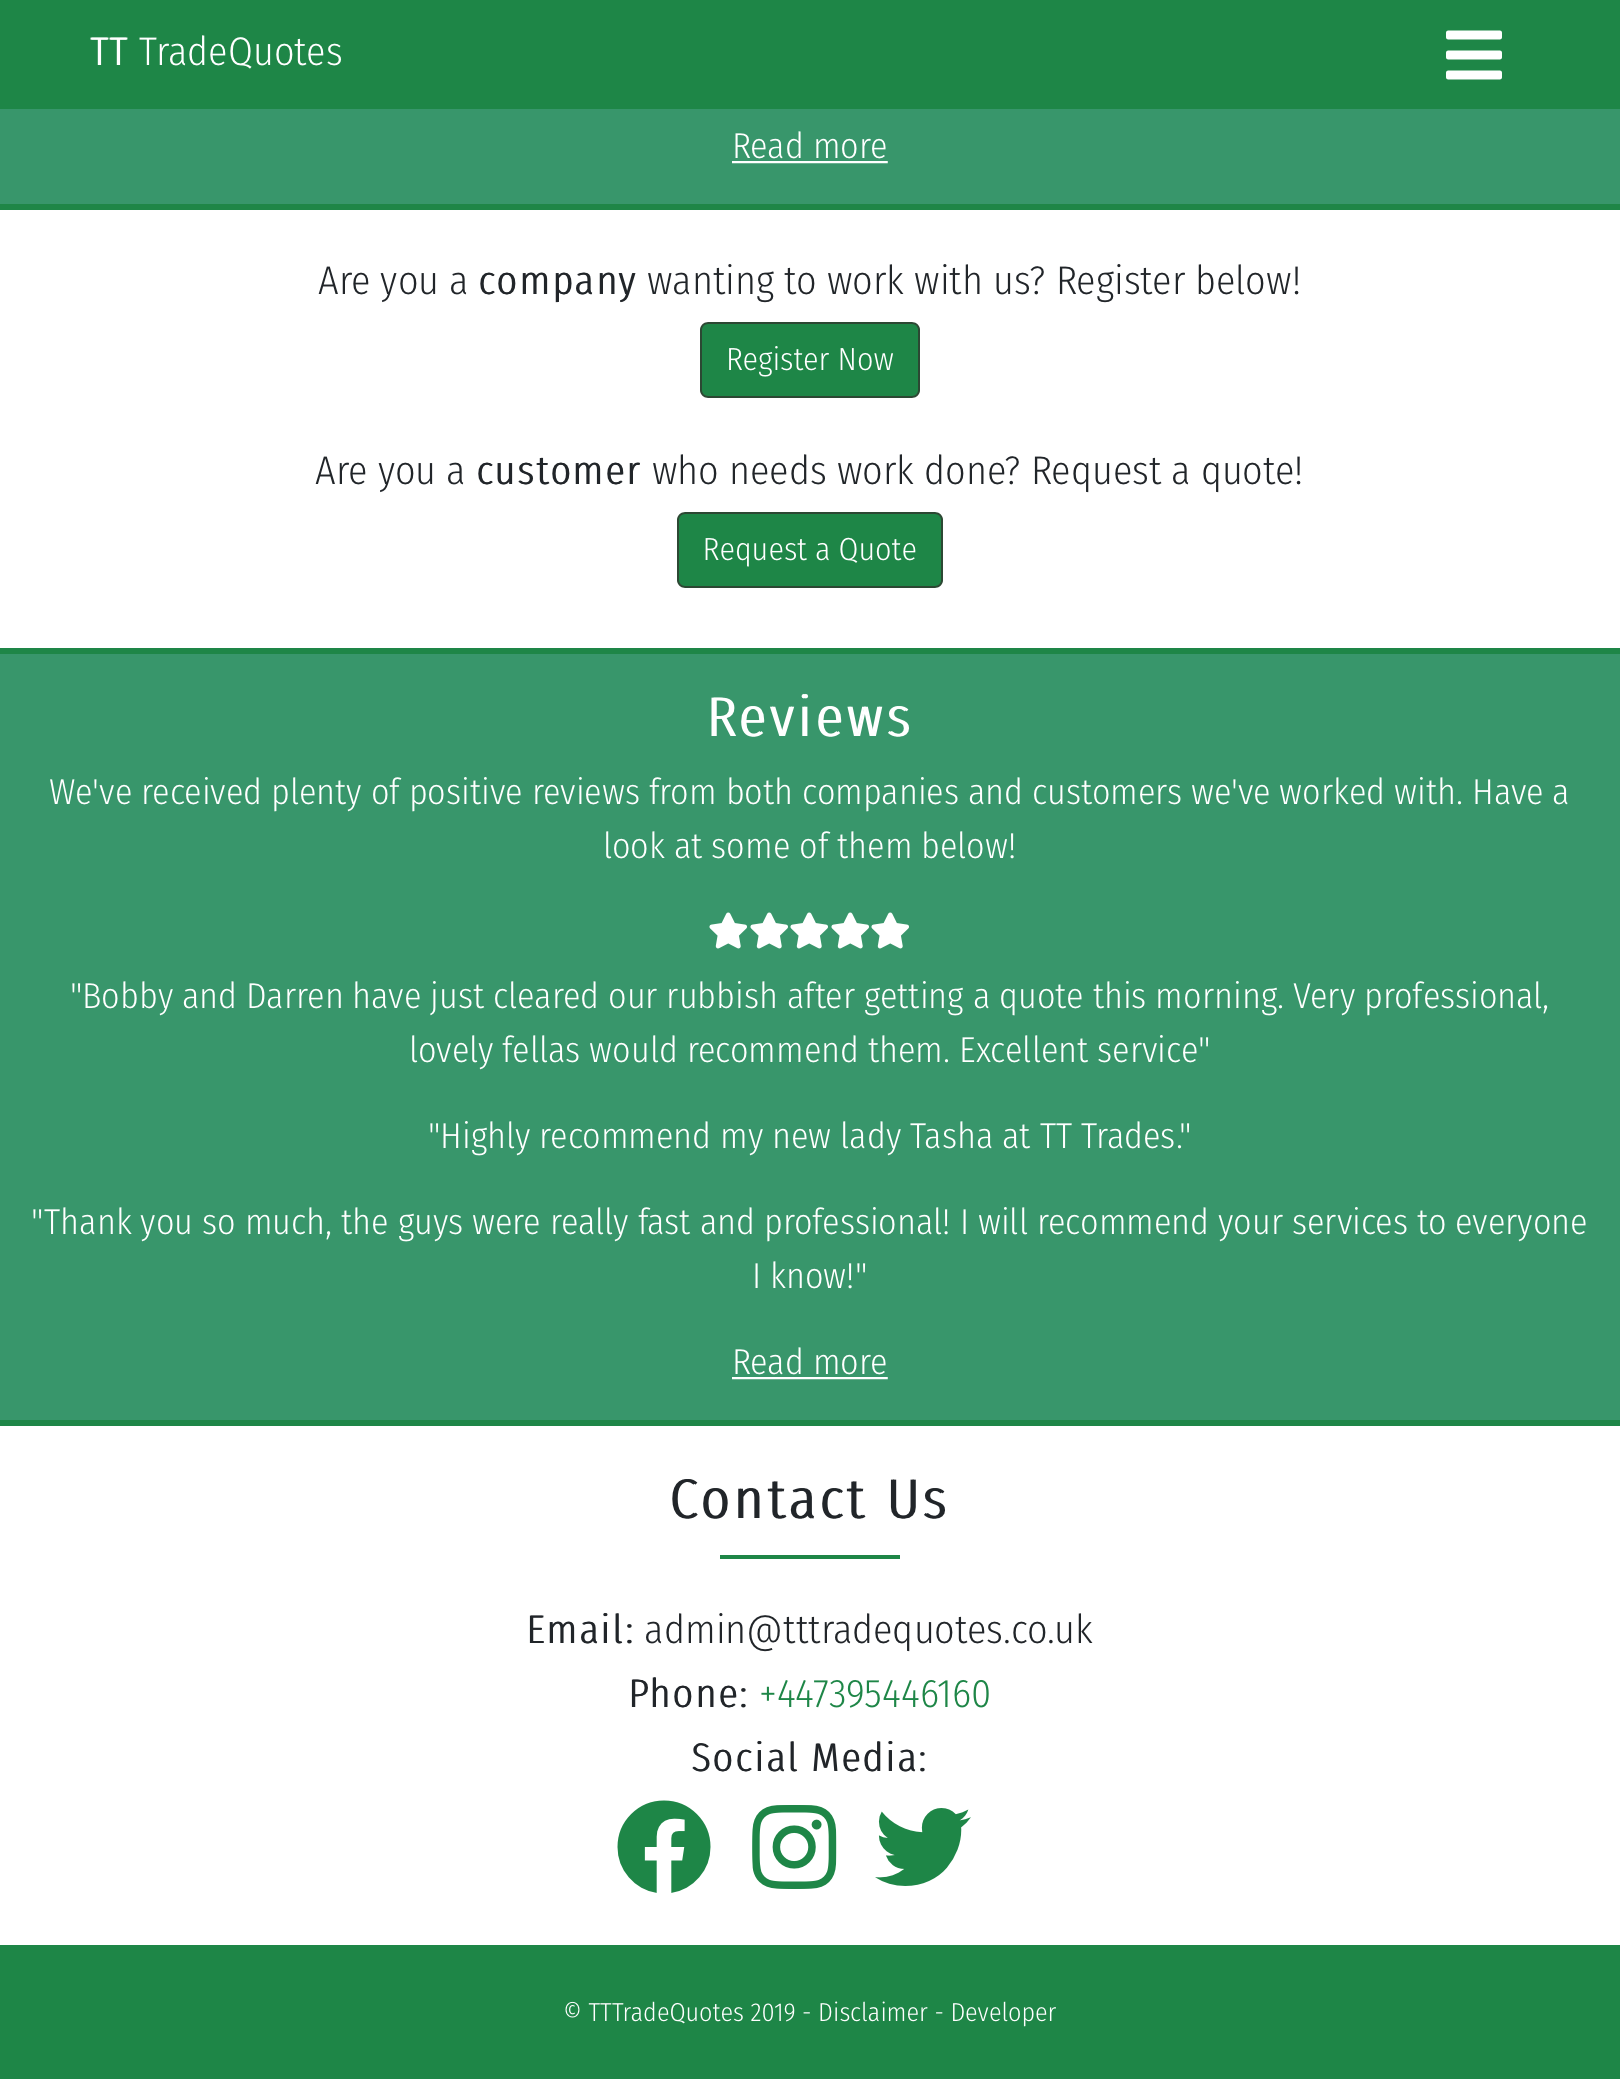 TT TradeQuotes
Read more
Are you a company wanting to work with us? Register below!
Register Now
Are you a customer who needs work done? Request a quote!
Request a Quote
Reviews
We've received plenty of positive reviews from both companies and customers we've worked with. Have a
look at some of them below!
"Bobby and Darren have just cleared our rubbish after getting a quote this morning. Very professional,
lovely fellas would recommend them. Excellent service"
"Highly recommend my new lady Tasha at TT Trades."
"Thank you so much, the guys were really fast and professional! I will recommend your services to everyone
I know!"
Read more
Contact Us
Email: admin@tttradequotes.co.uk
Phone: +447395446160
Social Media:
© TTTradeQuotes 2019 - Disclaimer - Developer